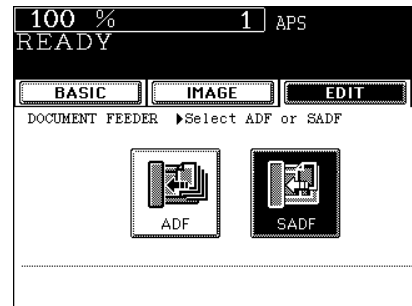 100 % 1 APS
READY
BASIC IMAGE EDIT
DOCUMENT FEEDER ▶Select ADF or SADF
ADF SADF